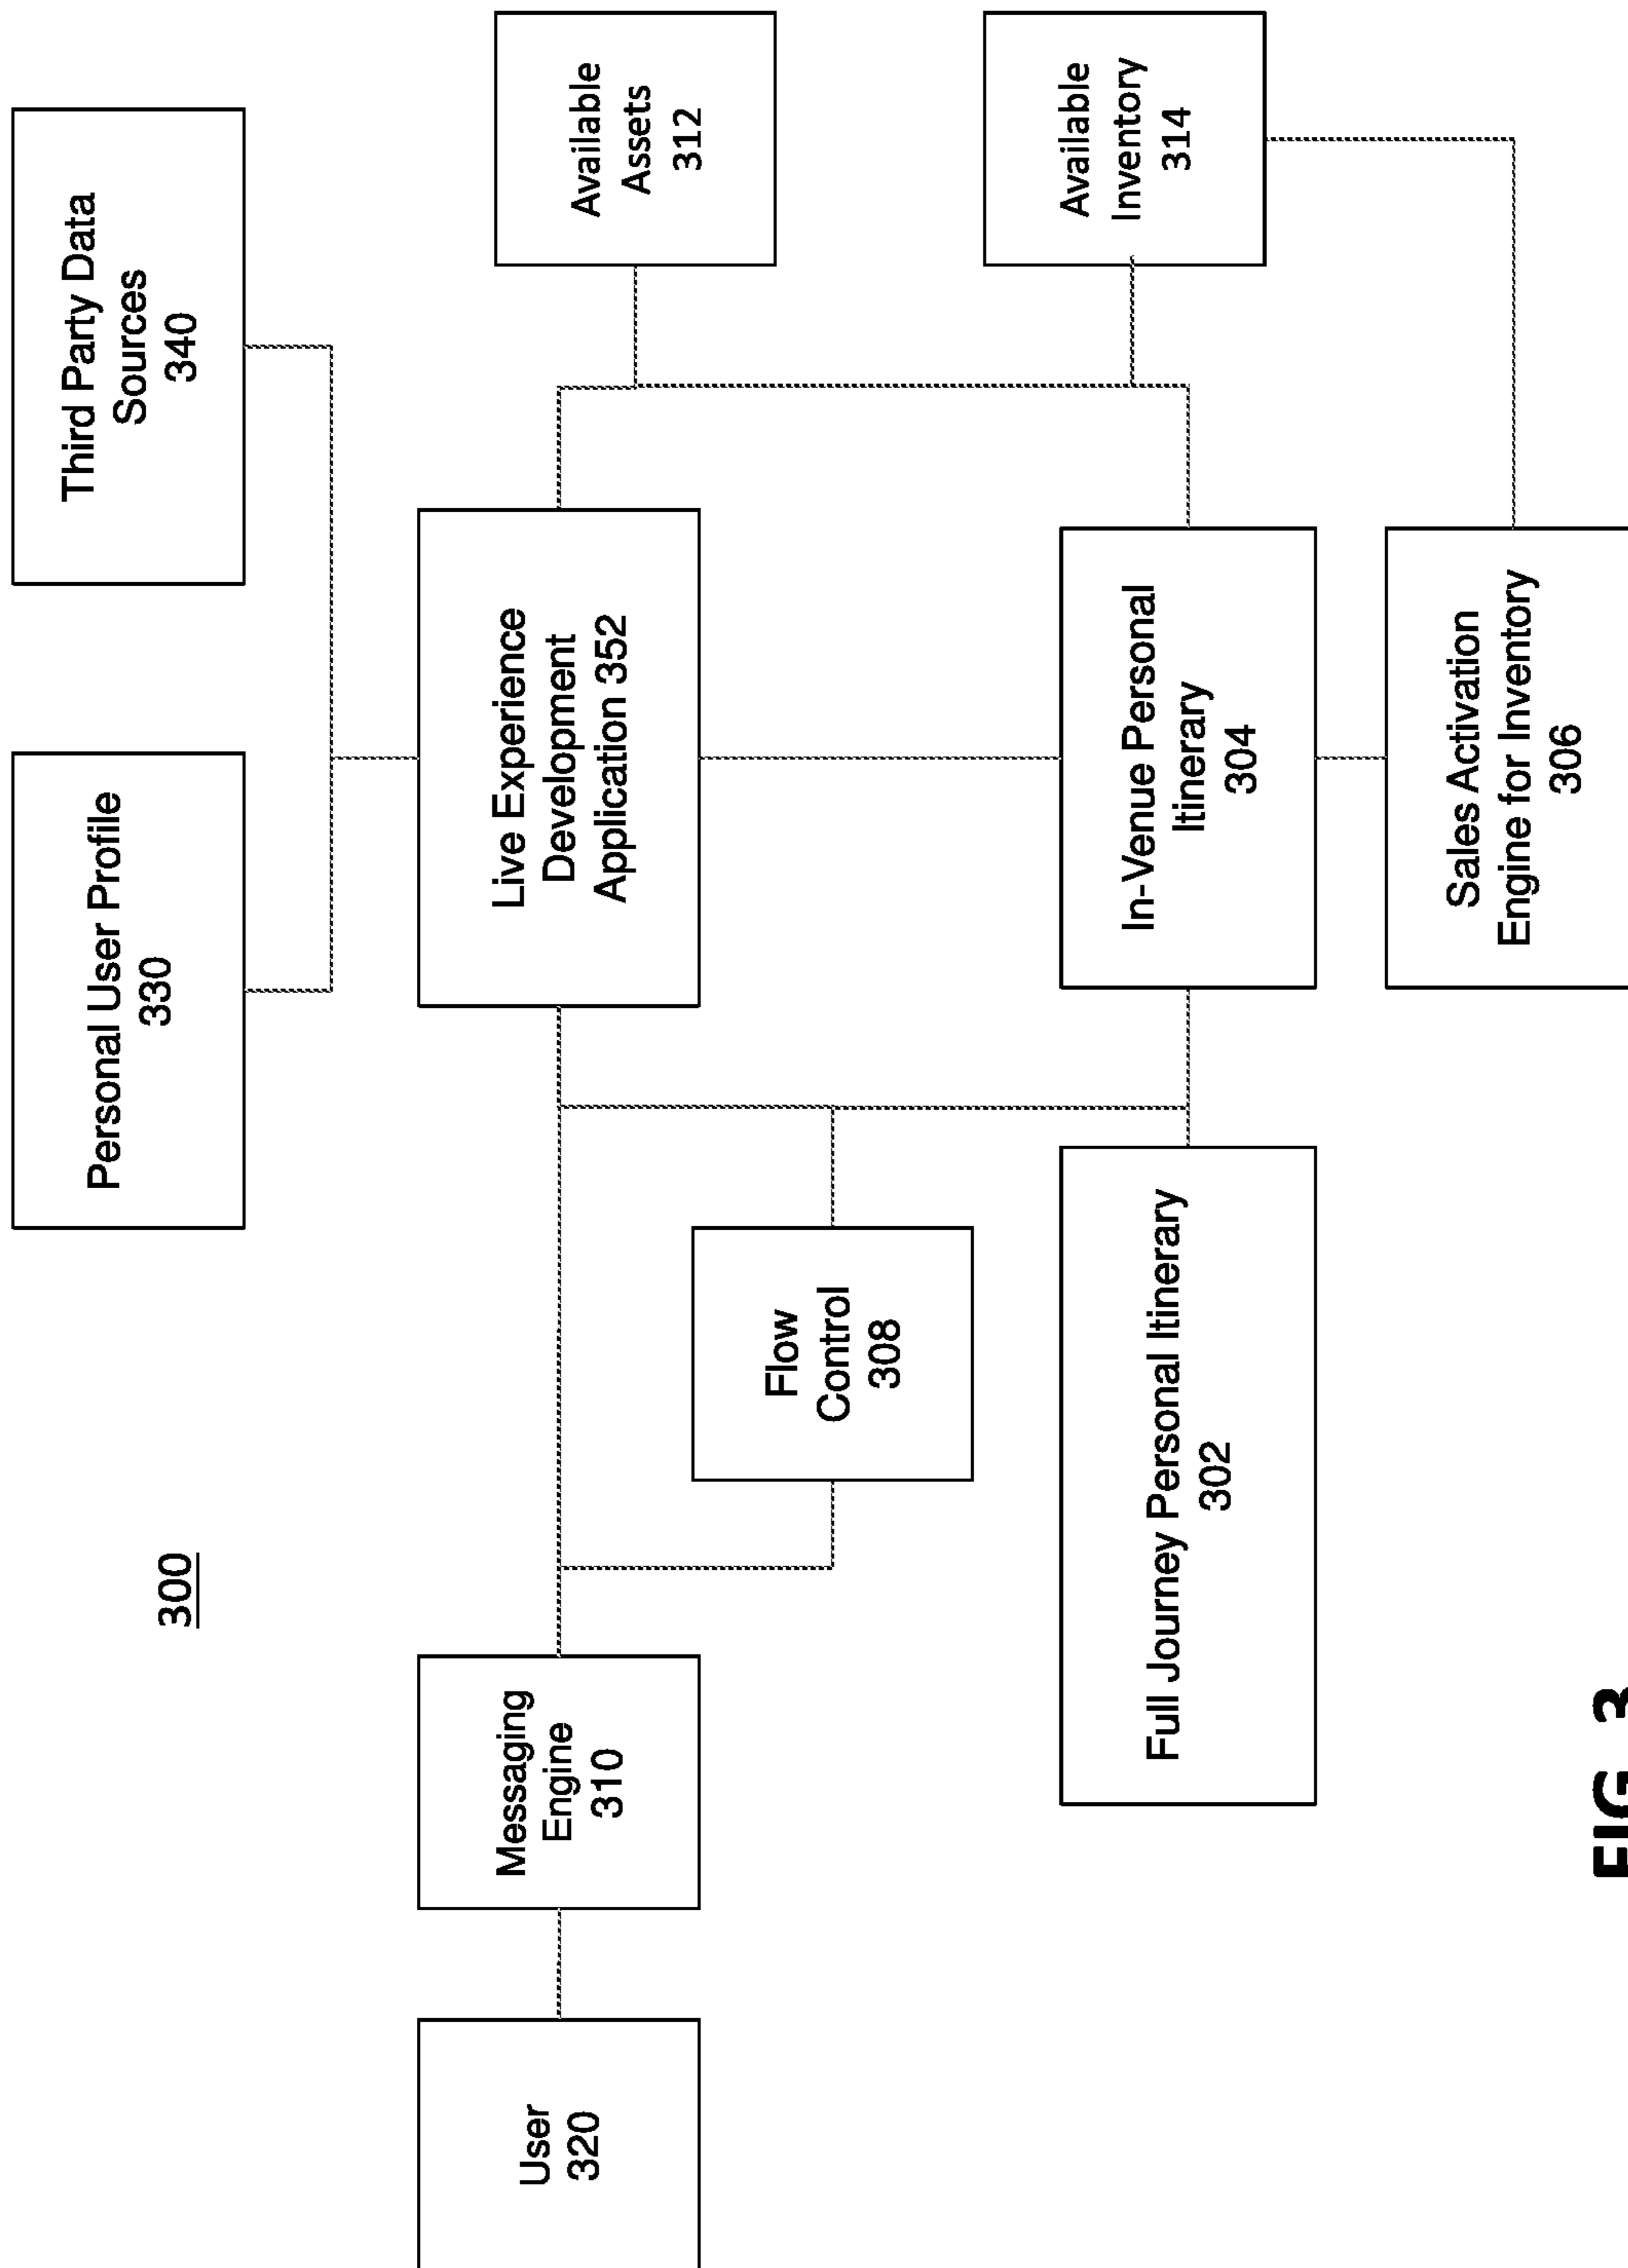 300
Personal User Profile
330
Third Party Data
Sources
340
User
320
Messaging
Engine
310
Live Experience
Development
Application 352
Available
Assets
312
Flow
Control
308
Full Journey Personal Itinerary
302
In-Venue Personal
Itinerary
304
Available
Inventory
314
Sales Activation
Engine for Inventory
306
FIG 3